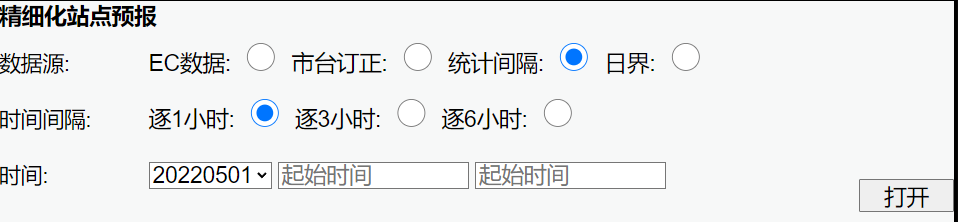 精细化站点预报
数据源: EC数据: 市台订正: 统计间隔: 日界:
时间间隔: 逐1小时: 逐3小时: 逐6小时:
时间: 20220501 起始时间 起始时间
打开